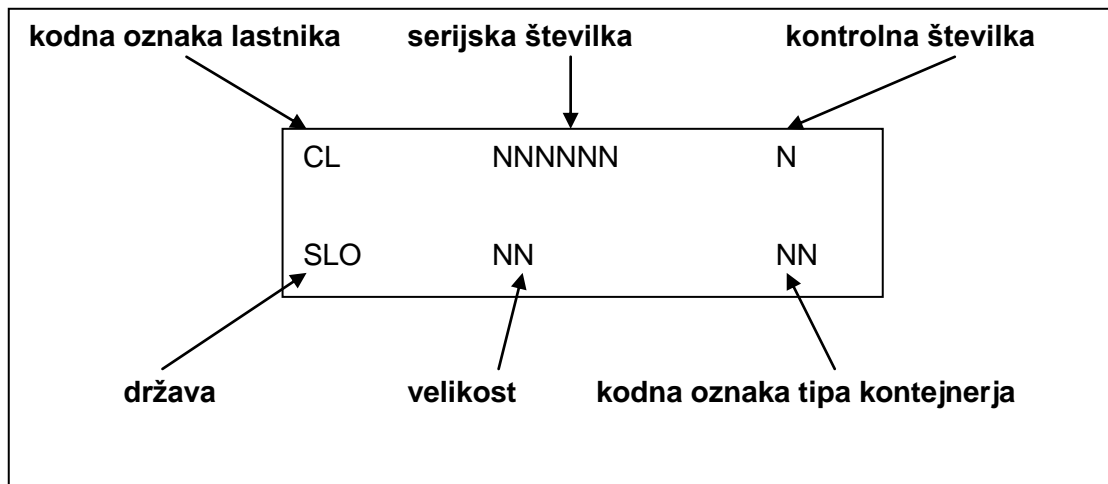 kodna oznaka lastnika serijska številka kontrolna številka
CL NNNNNN N
SLO NN NN
država velikost kodna oznaka tipa kontejnerja